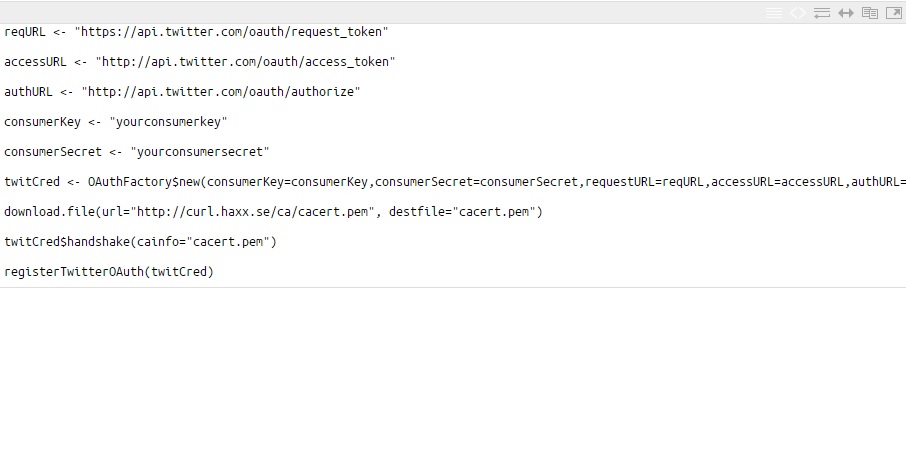 reqURL <- "https://api.twitter.com/oauth/request_token"
accessURL <- "http://api.twitter.com/oauth/access_token"
authURL <- "http://api.twitter.com/oauth/authorize"
consumerKey <- "yourconsumerkey"
consumerSecret <- "yourconsumersecret"
twitCred <- OAuthFactory$new(consumerKey=consumerKey,consumerSecret=consumerSecret,requestURL=reqURL,accessURL=accessURL,authURL=
download.file(url="http://curl.haxx.se/ca/cacert.pem", destfile="cacert.pem")
twitCred$handshake(cainfo="cacert.pem")
registerTwitterOAuth(twitCred)